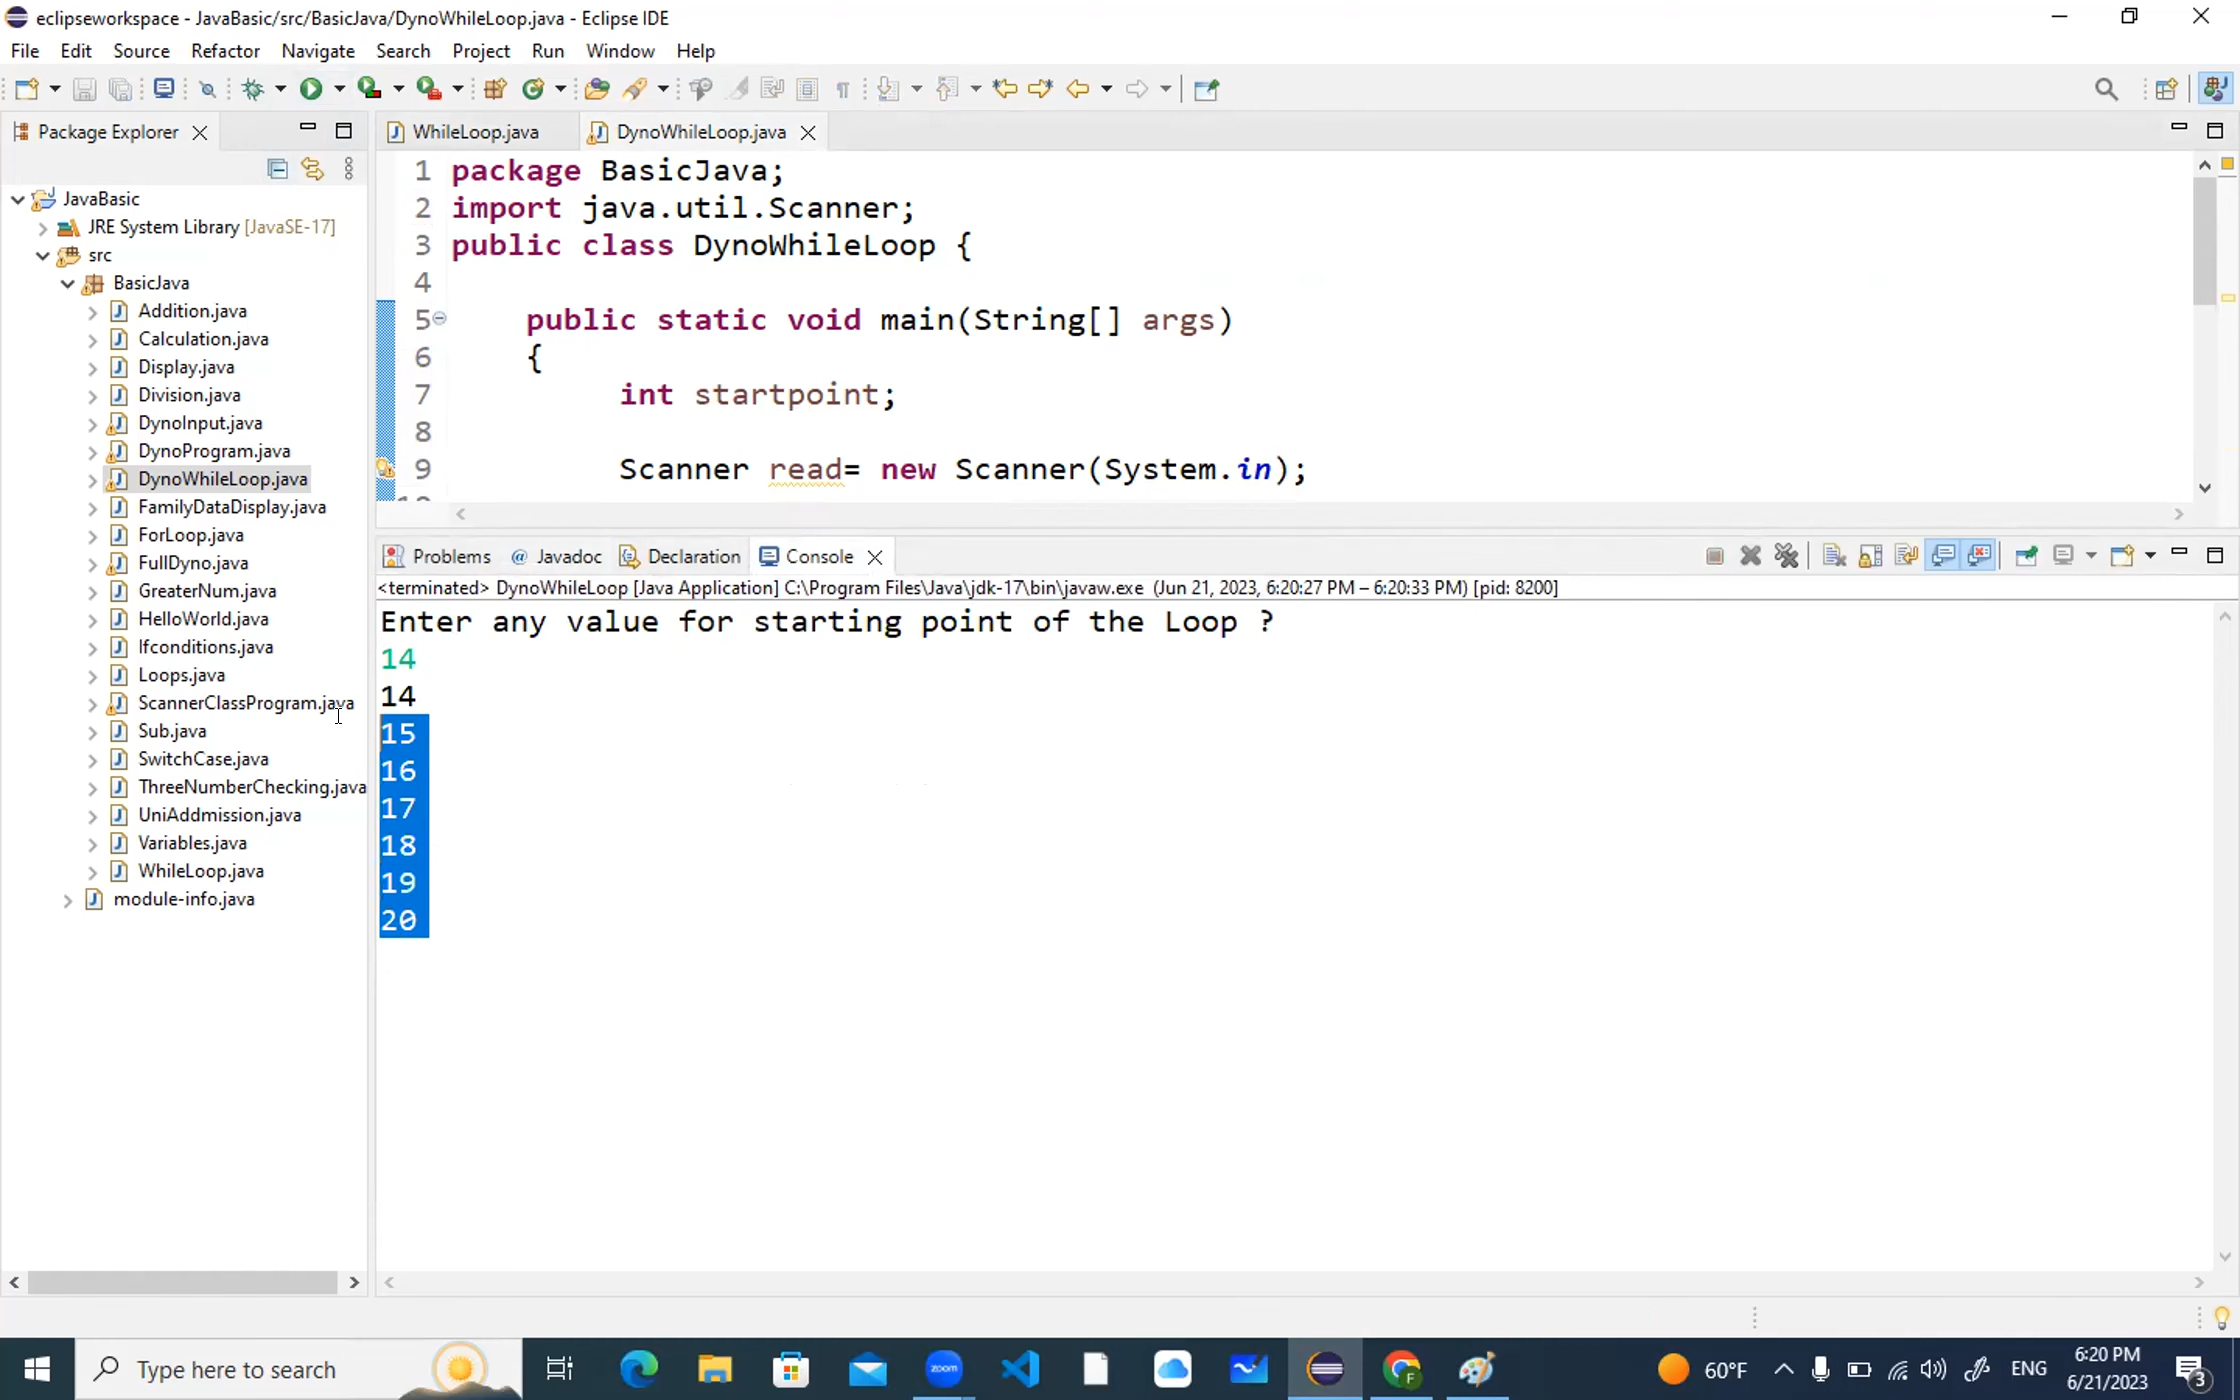 eclipseworkspace - JavaBasic/src/BasicJava/DynoWhileLoop.java - Eclipse IDE
File Edit Source Refactor Navigate Search Project Run Window Help
Package Explorer
JavaBasic
JRE System Library [JavaSE-17]
src
BasicJava
Addition.java
Calculation.java
Display.java
Division.java
DynoInput.java
DynoProgram.java
DynoWhileLoop.java
FamilyDataDisplay.java
ForLoop.java
FullDyno.java
GreaterNum.java
HelloWorld.java
Ifconditions.java
Loops.java
ScannerClassProgram.java
Sub.java
SwitchCase.java
ThreeNumberChecking.java
UniAddmission.java
Variables.java
WhileLoop.java
module-info.java
WhileLoop.java DynoWhileLoop.java
1 package BasicJava;
2 import java.util.Scanner;
3 public class DynoWhileLoop {
4
5 public static void main(String[] args)
6 {
7 int startpoint;
8
9 Scanner read= new Scanner(System.in);
Problems @ Javadoc Declaration Console
<terminated> DynoWhileLoop [Java Application] C:\Program Files\Java\jdk-17\bin\javaw.exe (Jun 21, 2023, 6:20:27 PM – 6:20:33 PM) [pid: 8200]
Enter any value for starting point of the Loop ?
14
14
15
16
17
18
19
20
Type here to search
zoom
F
60°F
ENG
6:20 PM
6/21/2023
3